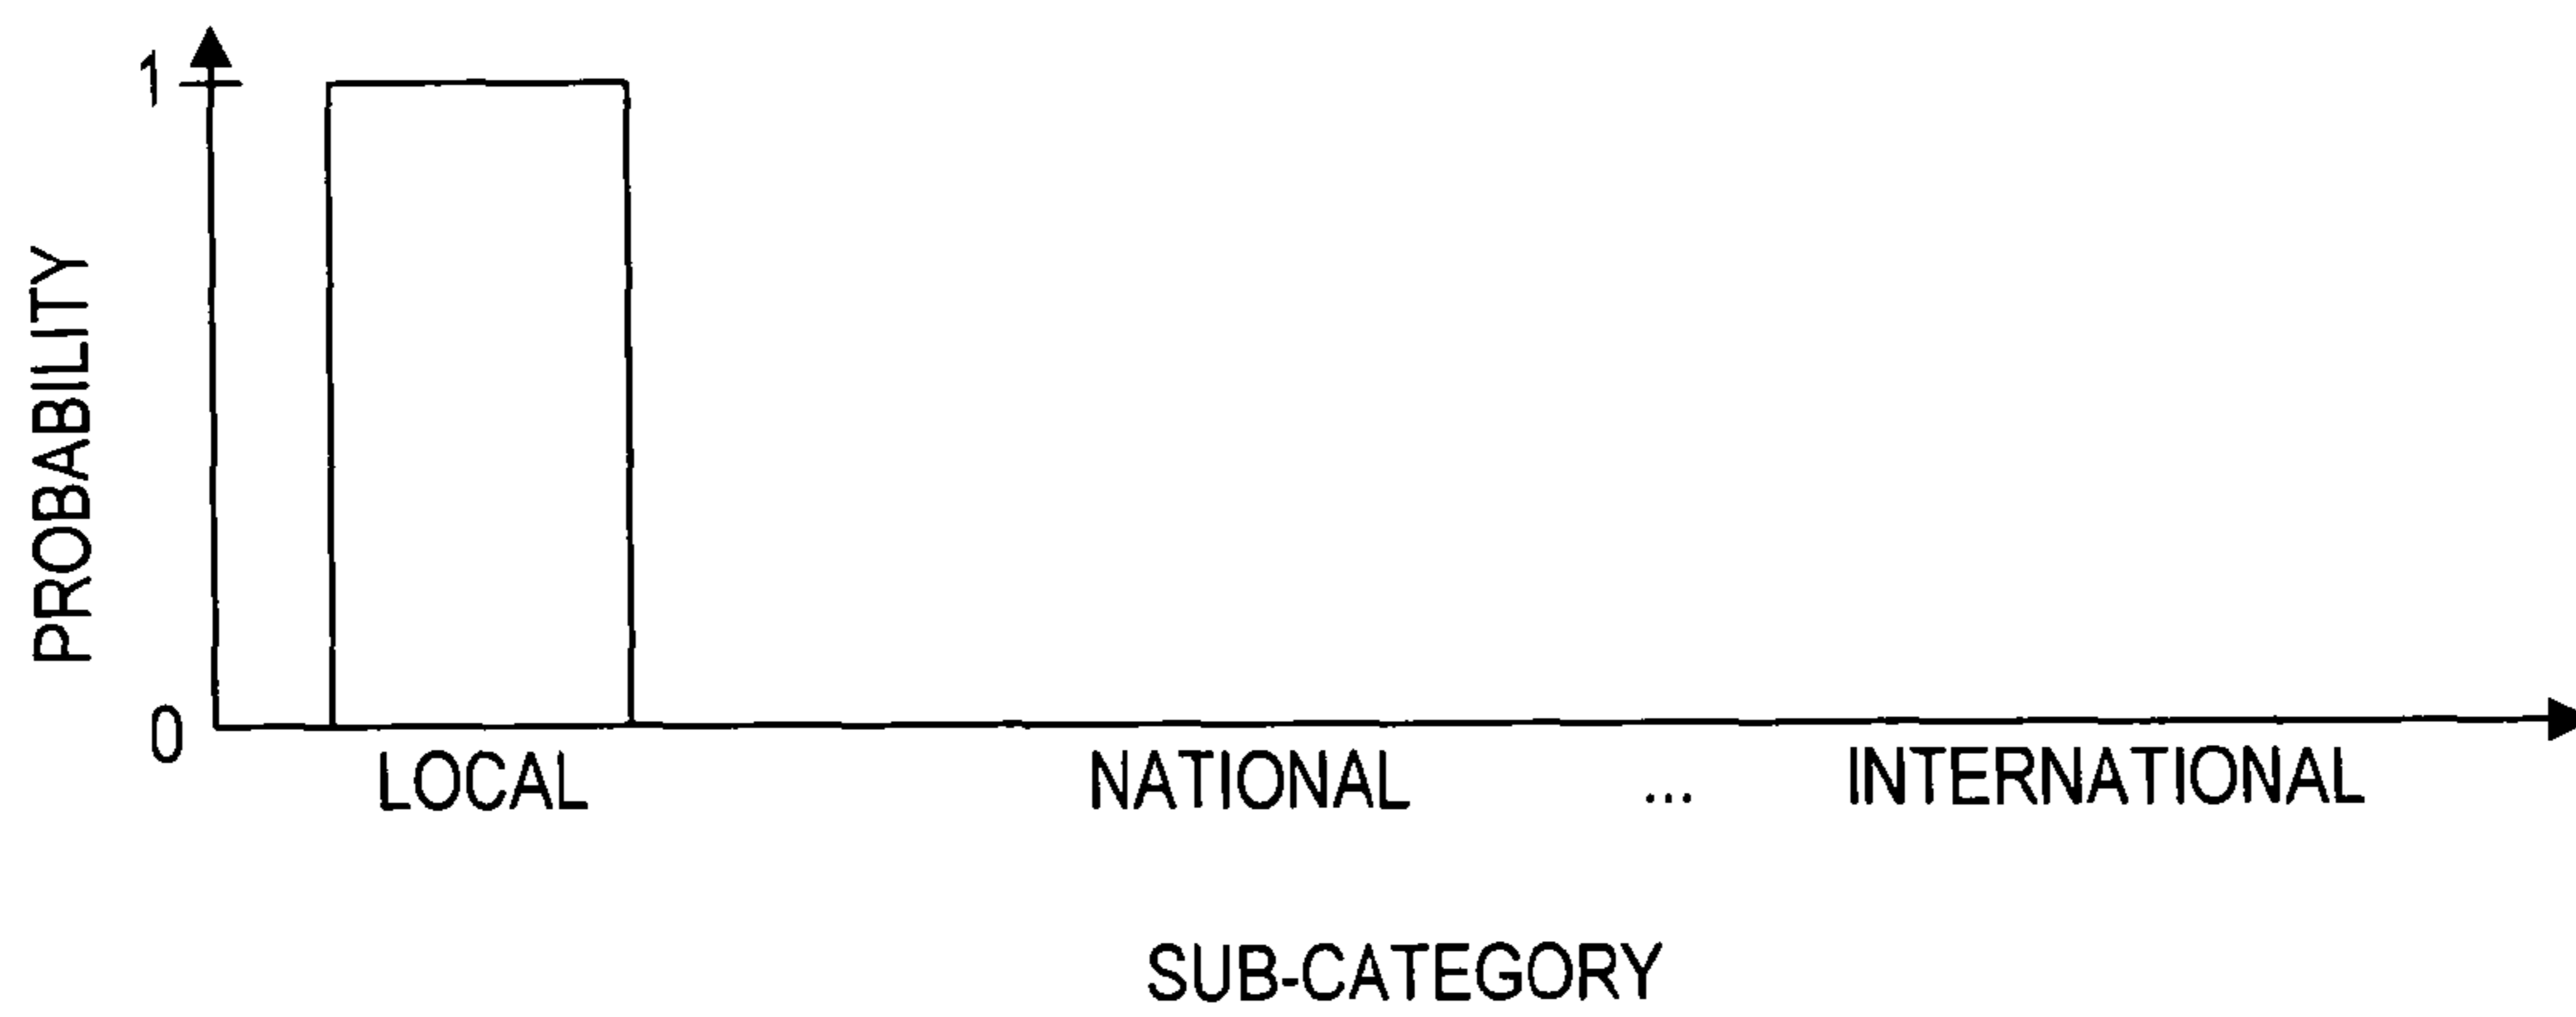 1
PROBABILITY
0
LOCAL NATIONAL ... INTERNATIONAL
SUB-CATEGORY